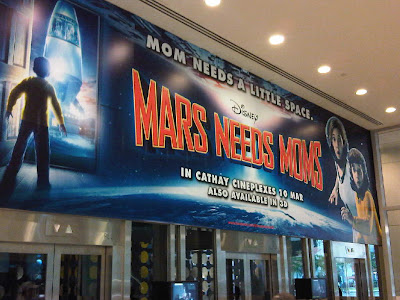 MOM NEEDS A LITTLE SPACE.
Disney
MARS NEEDS MOMS
IN CATHAY CINEPLEXES 10 MAR
ALSO AVAILABLE IN 3D